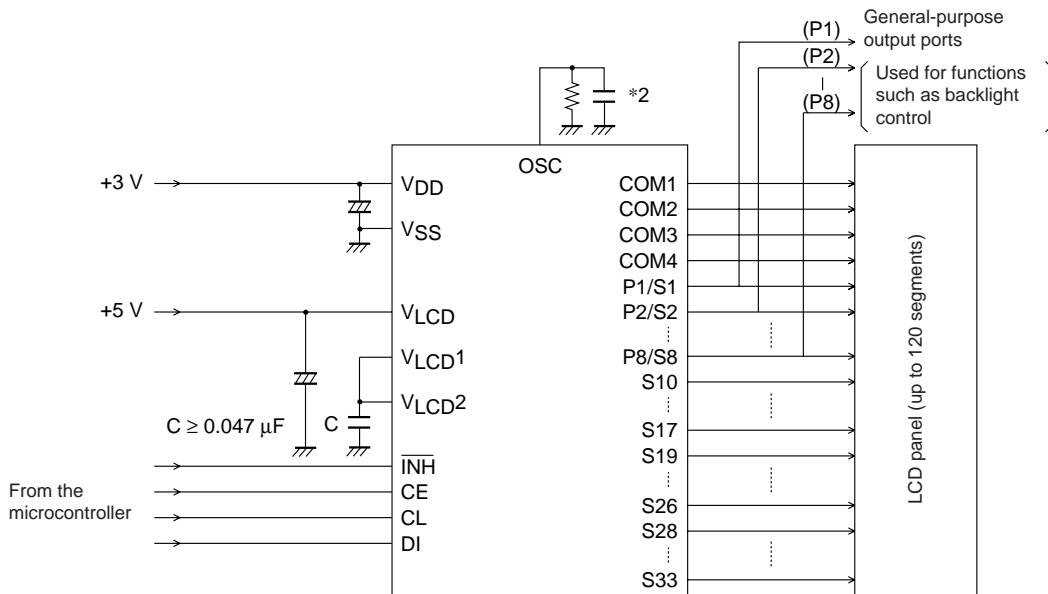 (P1)
General-purpose
output ports
(P2)
(P8)
Used for functions
such as backlight
control
*2
OSC
+3 V
VDD
VSS
+5 V
VLCD
VLCD1
VLCD2
C ≥ 0.047 μF
C
From the
microcontroller
INH
CE
CL
DI
COM1
COM2
COM3
COM4
P1/S1
P2/S2
P8/S8
S10
S17
S19
S26
S28
S33
LCD panel (up to 120 segments)